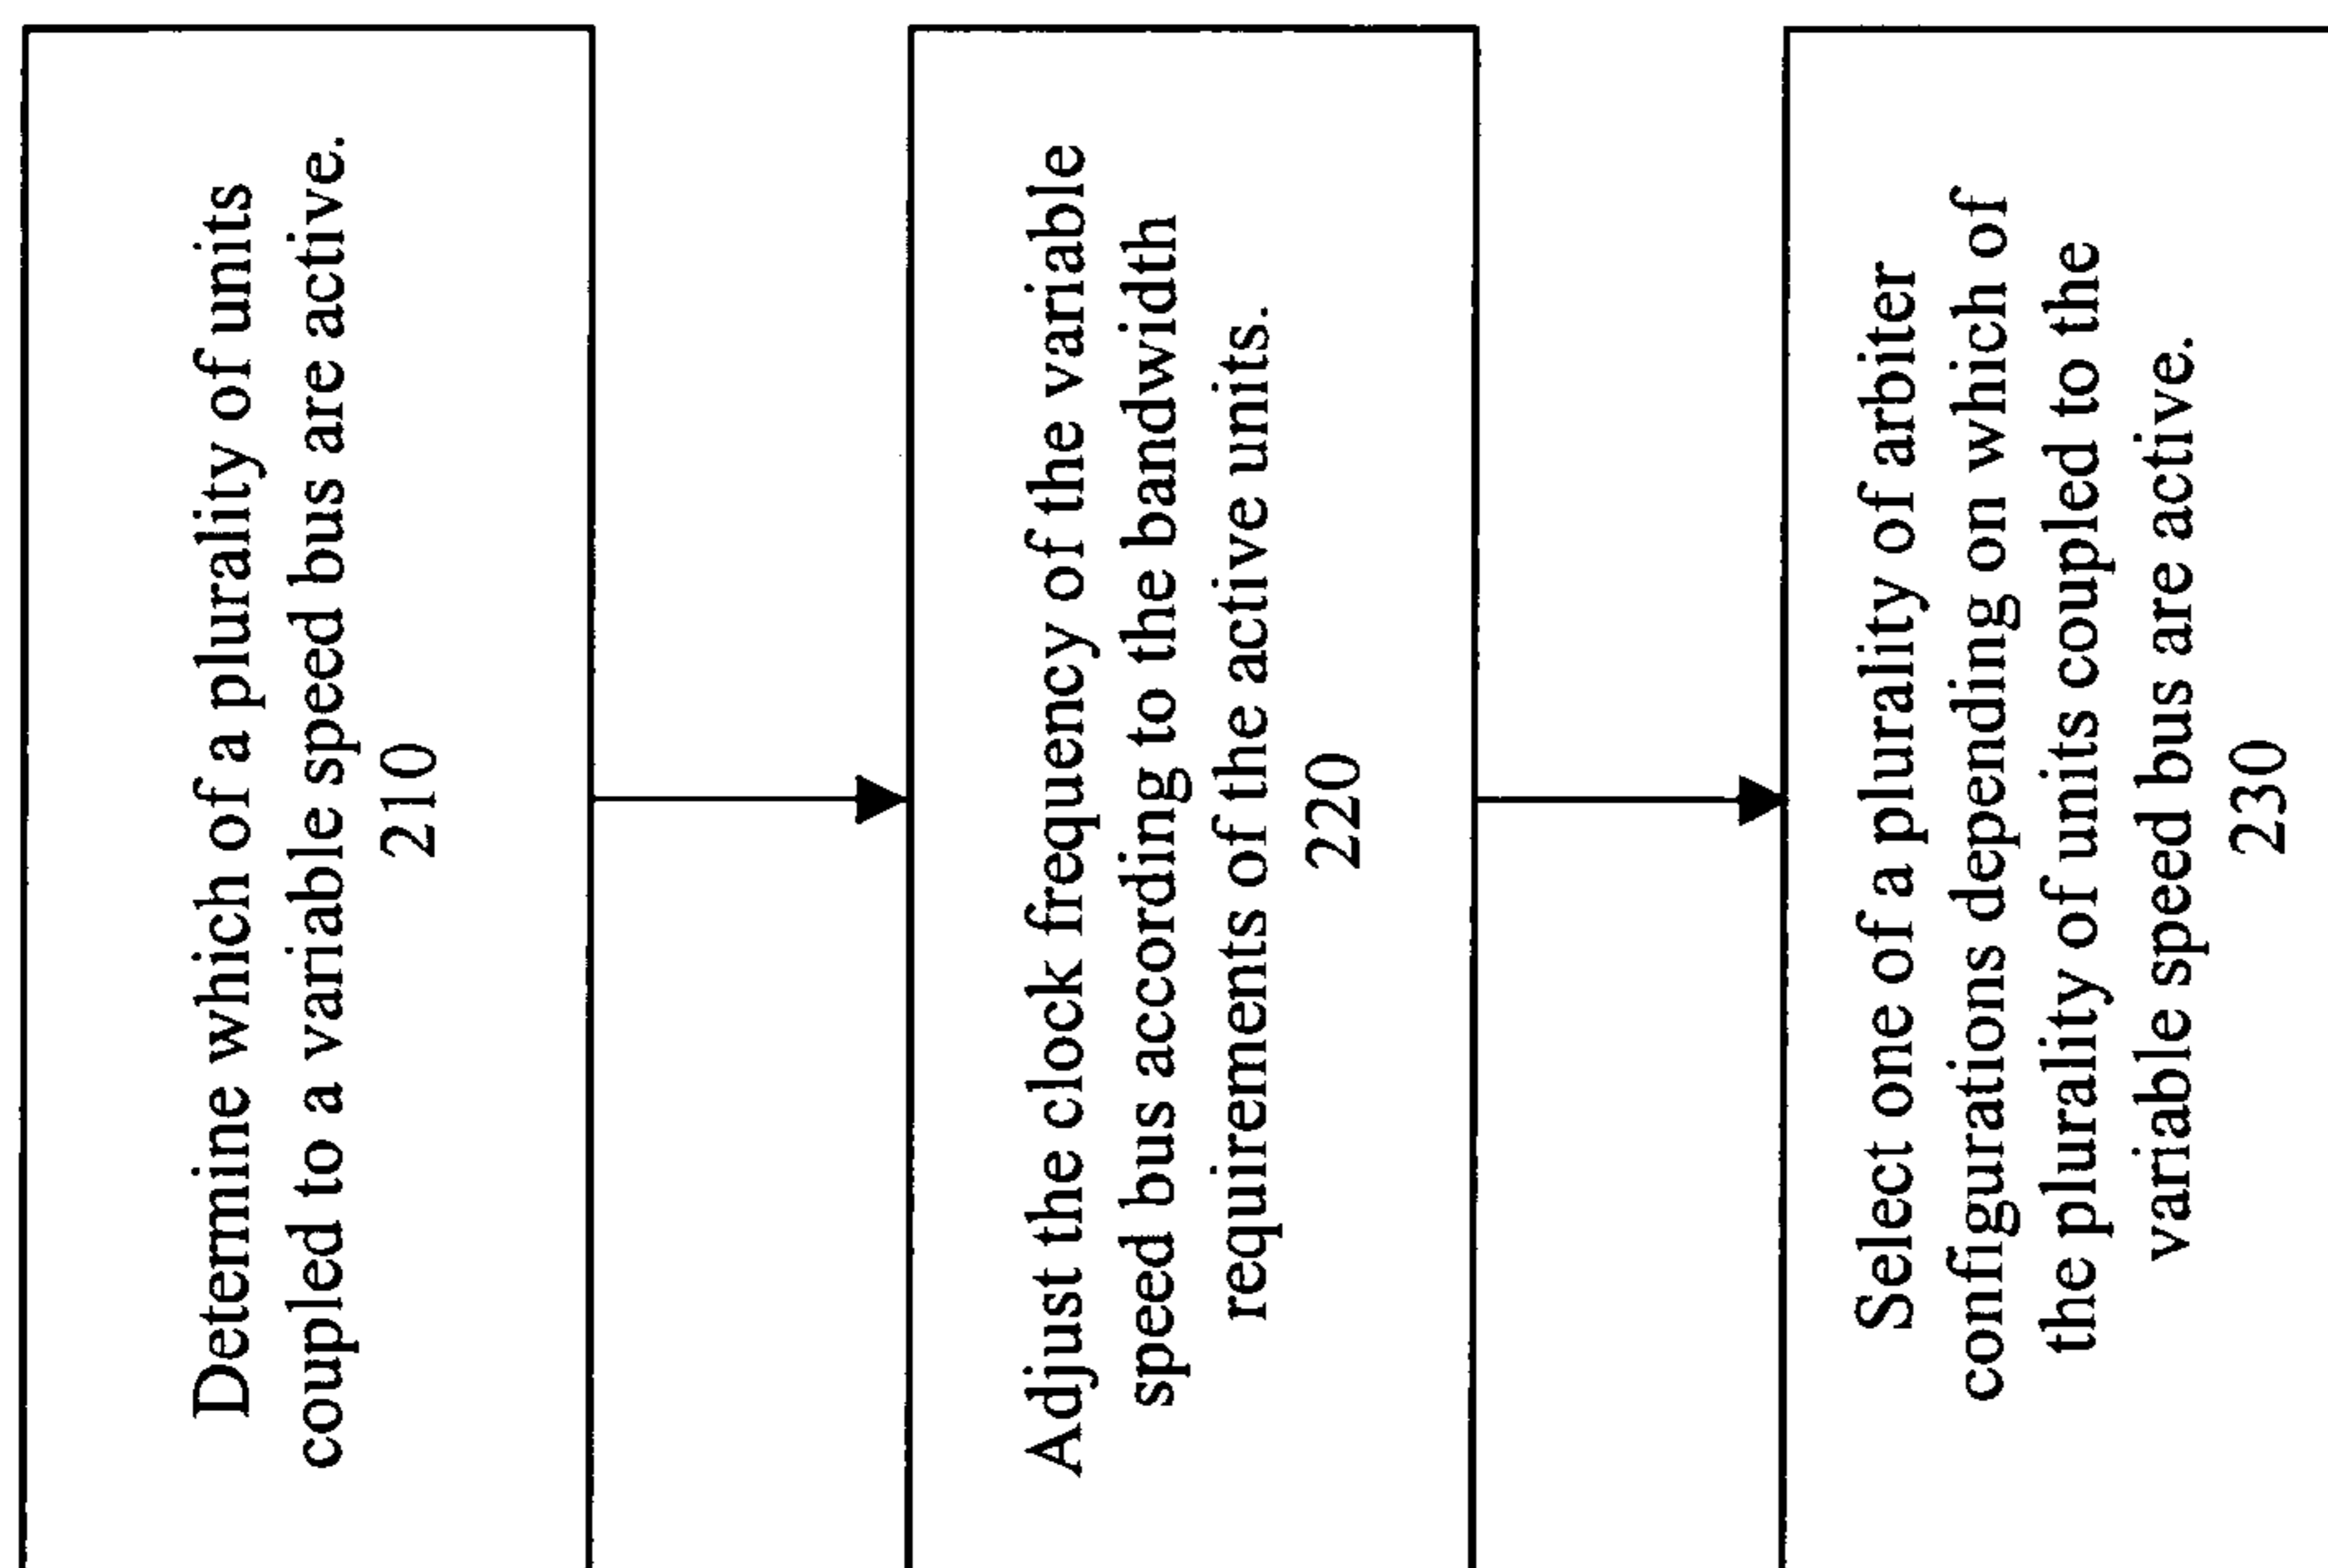 Determine which of a plurality of units
coupled to a variable speed bus are active.
210
Adjust the clock frequency of the variable
speed bus according to the bandwidth
requirements of the active units.
220
Select one of a plurality of arbiter
configurations depending on which of
the plurality of units coupled to the
variable speed bus are active.
230